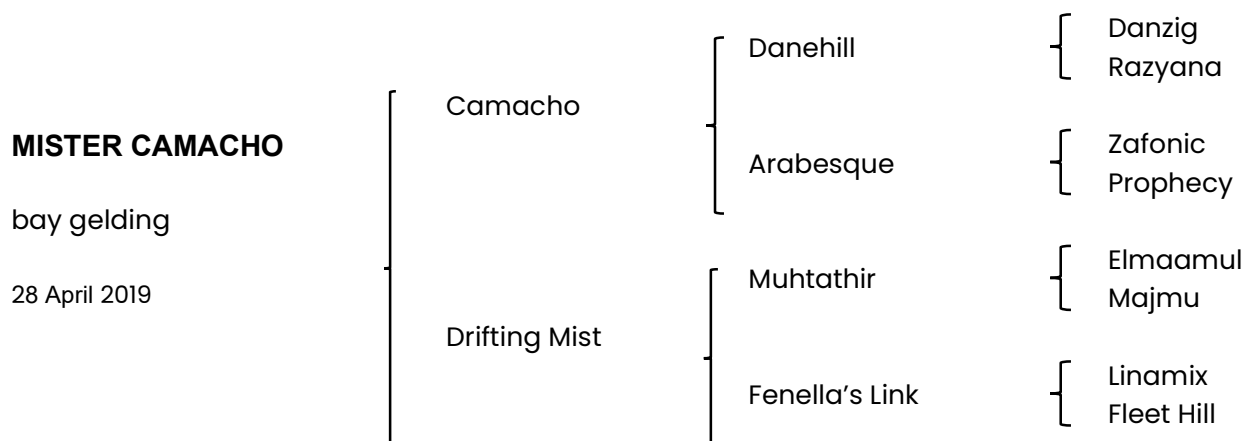 MISTER CAMACHO
bay gelding
28 April 2019
Camacho
Drifting Mist
Danehill
Arabesque
Muhtathir
Fenella's Link
Danzig
Razyana
Zafonic
Prophecy
Elmaamul
Majmu
Linamix
Fleet Hill